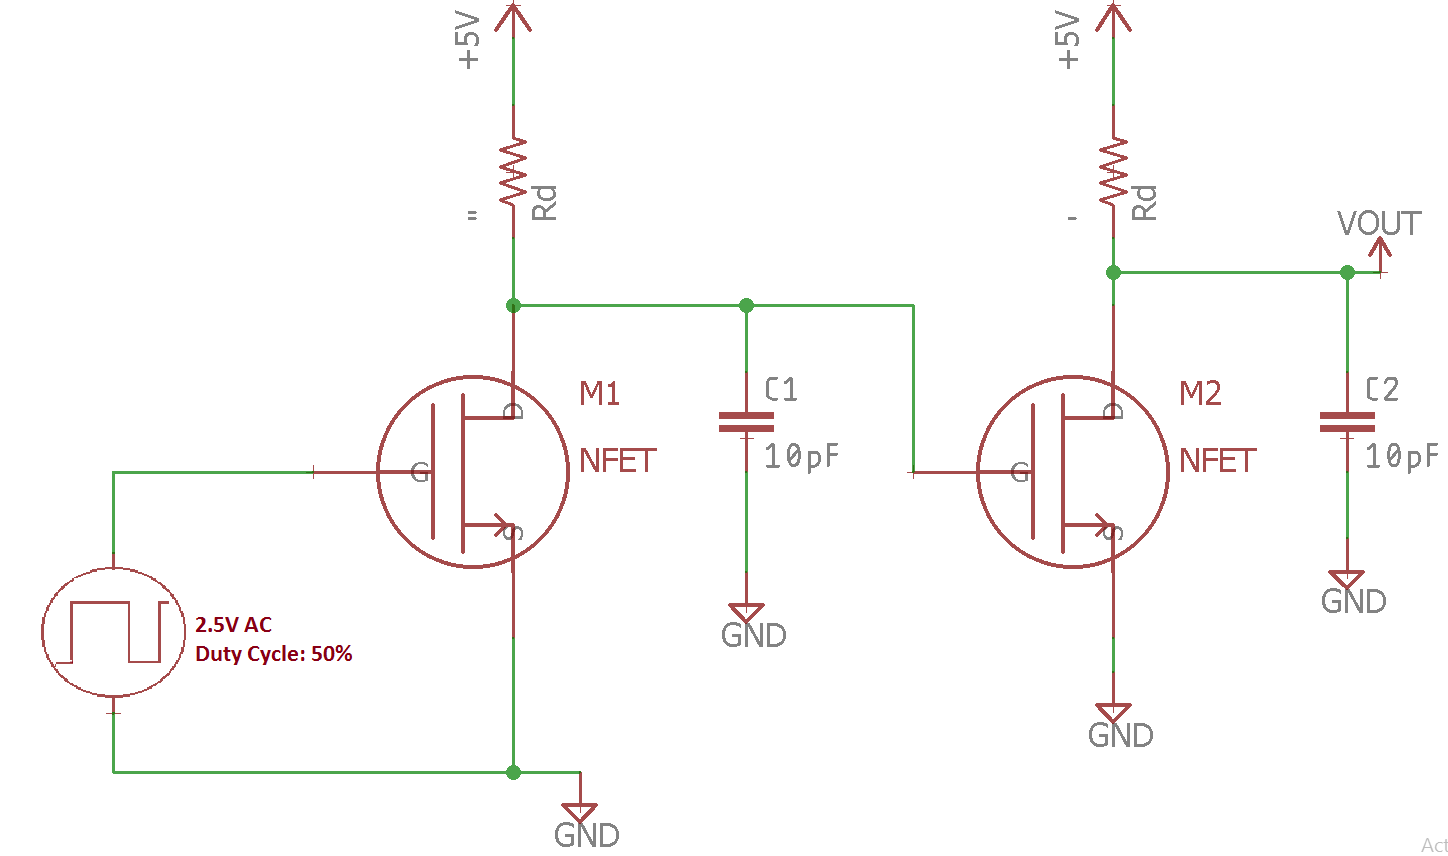 +5V
+5V
=
Rd
-
Rd
VOUT
M1
C1
M2
C2
D
D
NFET
10pF
NFET
10pF
G
G
S
S
2.5V AC
Duty Cycle: 50%
GND
GND
GND
GND
Act